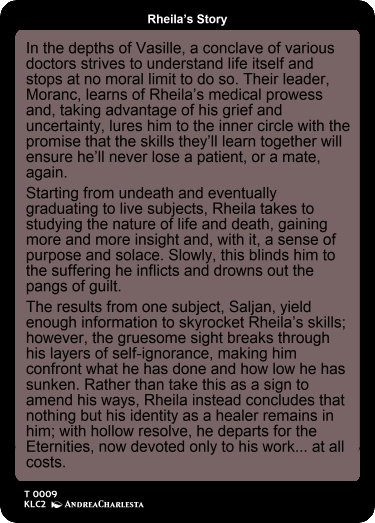 Rheila's Story
In the depths of Vasille, a conclave of various
doctors strives to understand life itself and
stops at no moral limit to do so. Their leader,
Moranc, learns of Rheila's medical prowess
and, taking advantage of his grief and
uncertainty, lures him to the inner circle with the
promise that the skills they'll learn together will
ensure he'll never lose a patient, or a mate,
again.
Starting from undeath and eventually
graduating to live subjects, Rheila takes to
studying the nature of life and death, gaining
more and more insight and, with it, a sense of
purpose and solace. Slowly, this blinds him to
the suffering he inflicts and drowns out the
pangs of guilt.
The results from one subject, Saljan, yield
enough information to skyrocket Rheila's skills;
however, the gruesome sight breaks through
his layers of self-ignorance, making him
confront what he has done and how low he has
sunken. Rather than take this as a sign to
amend his ways, Rheila instead concludes that
nothing but his identity as a healer remains in
him; with hollow resolve, he departs for the
Eternities, now devoted only to his work... at all
costs.
T 0009
KLC2 AndreaCharlesta